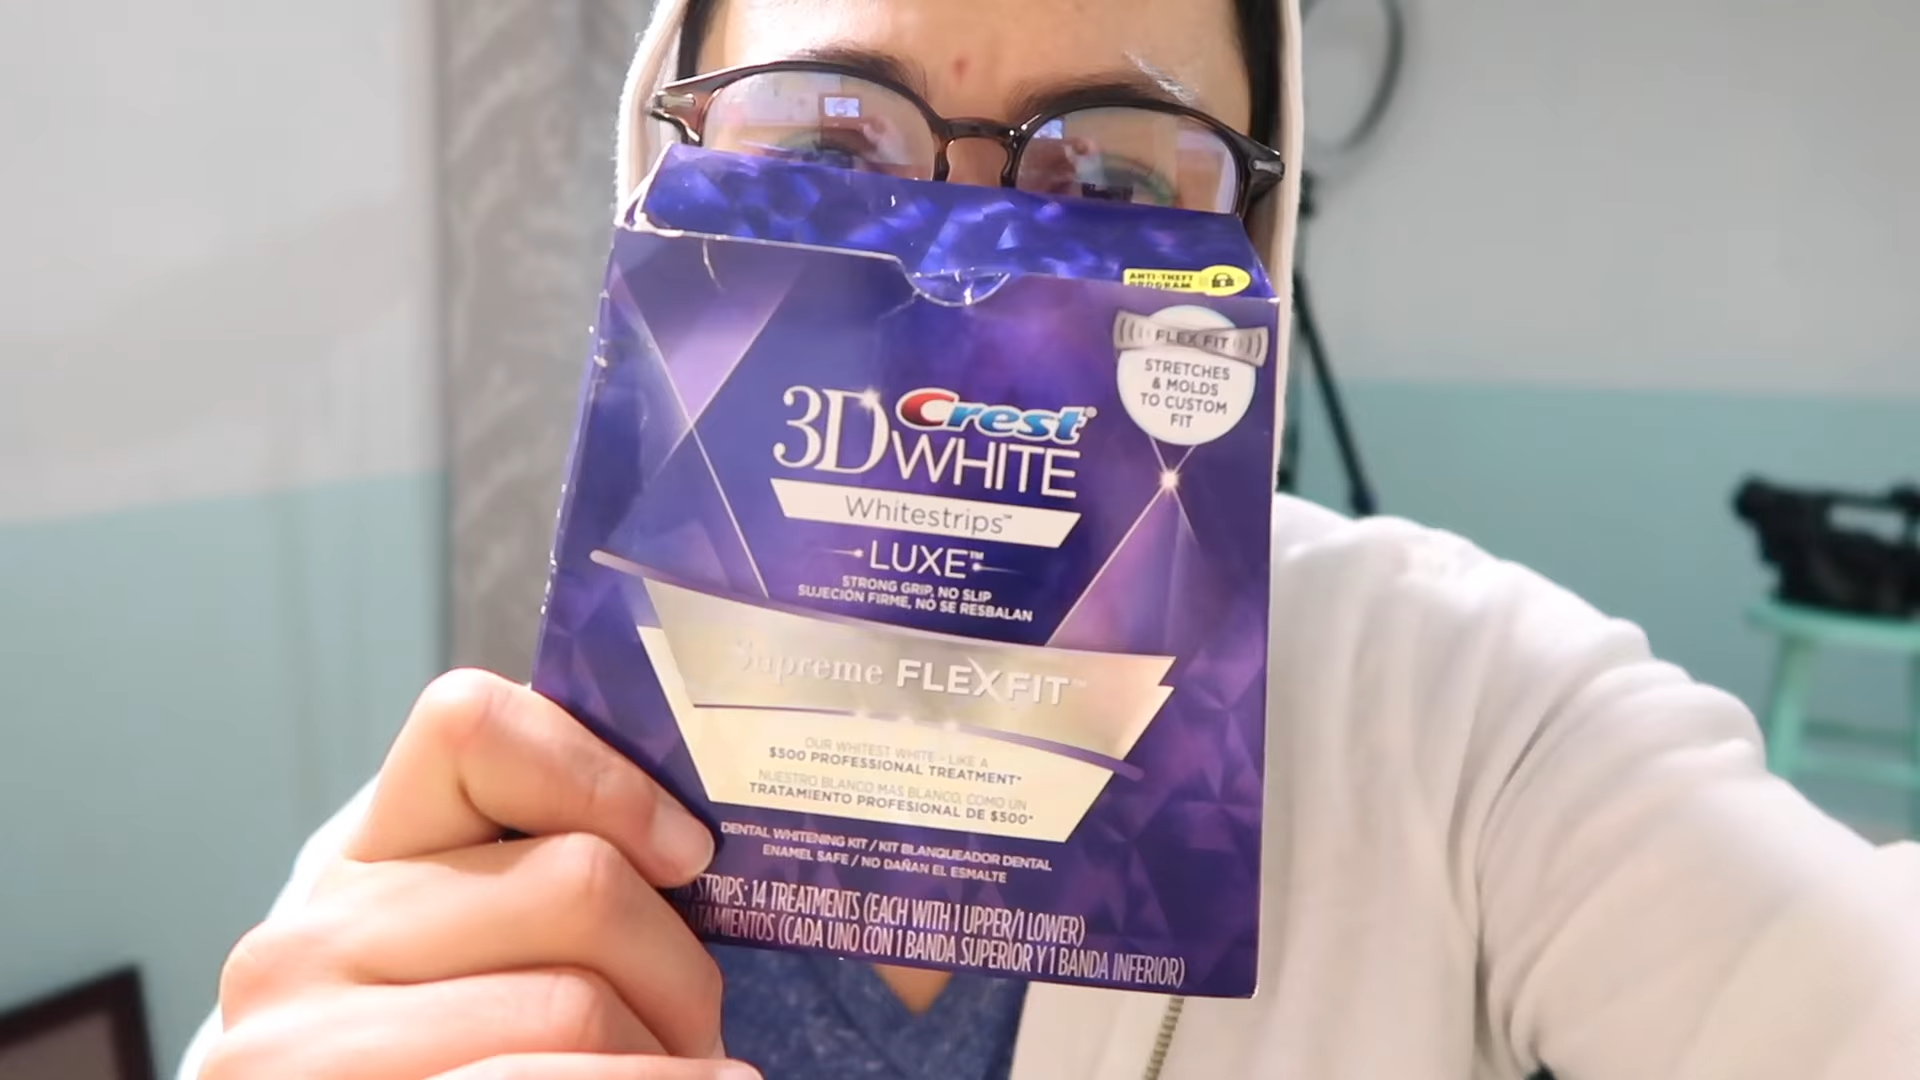 ANTI-THEFT
PROGRAM
FLEX FIT
STRETCHES
& MOLDS
TO CUSTOM
FIT
Crest®
3D WHITE
Whitestrips™
LUXE™
STRONG GRIP, NO SLIP
SUJECIÓN FIRME, NO SE RESBALAN
Supreme FLEXFIT™
OUR WHITEST WHITE - LIKE A
$500 PROFESSIONAL TREATMENT*
NUESTRO BLANCO MÁS BLANCO, COMO UN
TRATAMIENTO PROFESIONAL DE $500*
DENTAL WHITENING KIT / KIT BLANQUEADOR DENTAL
ENAMEL SAFE / NO DAÑAN EL ESMALTE
STRIPS: 14 TREATMENTS (EACH WITH 1 UPPER/1 LOWER)
(CADA UNO CON 1 BANDA SUPERIOR Y 1 BANDA INFERIOR)